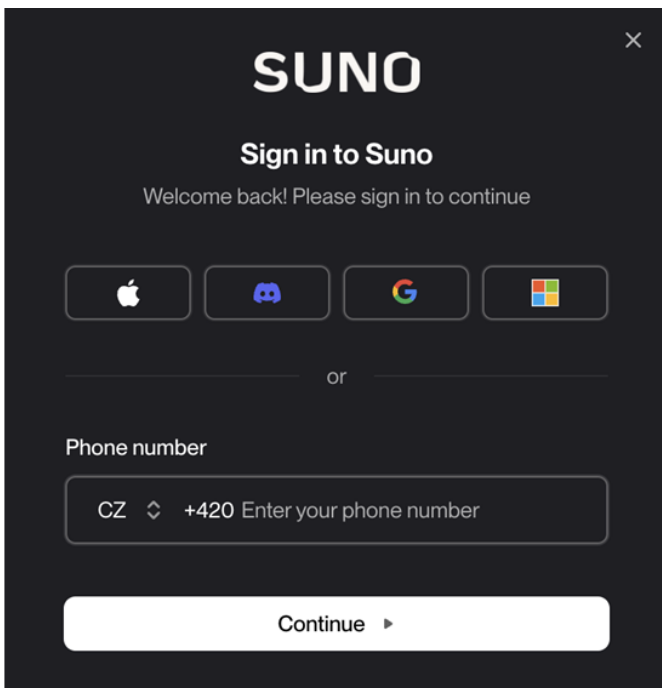 SUNO
Sign in to Suno
Welcome back! Please sign in to continue
or
Phone number
CZ +420 Enter your phone number
Continue